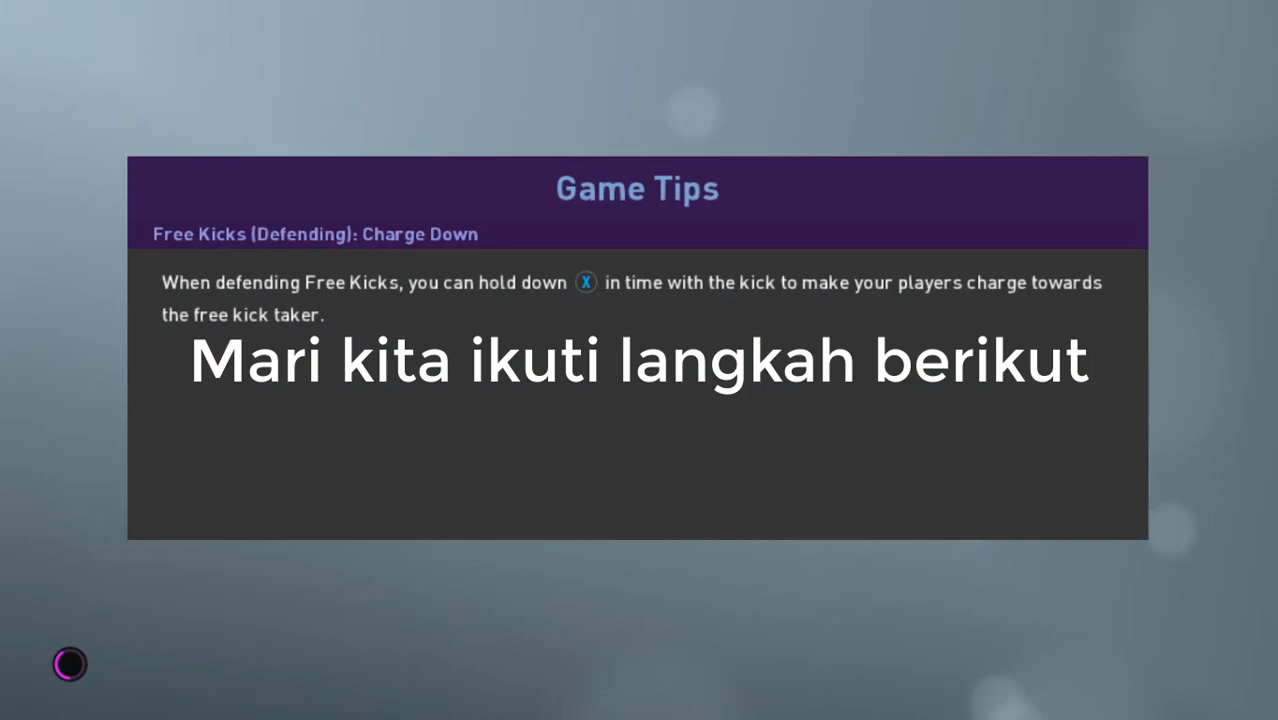 Game Tips
Free Kicks (Defending): Charge Down
When defending Free Kicks, you can hold down X in time with the kick to make your players charge towards
the free kick taker.
Mari kita ikuti langkah berikut